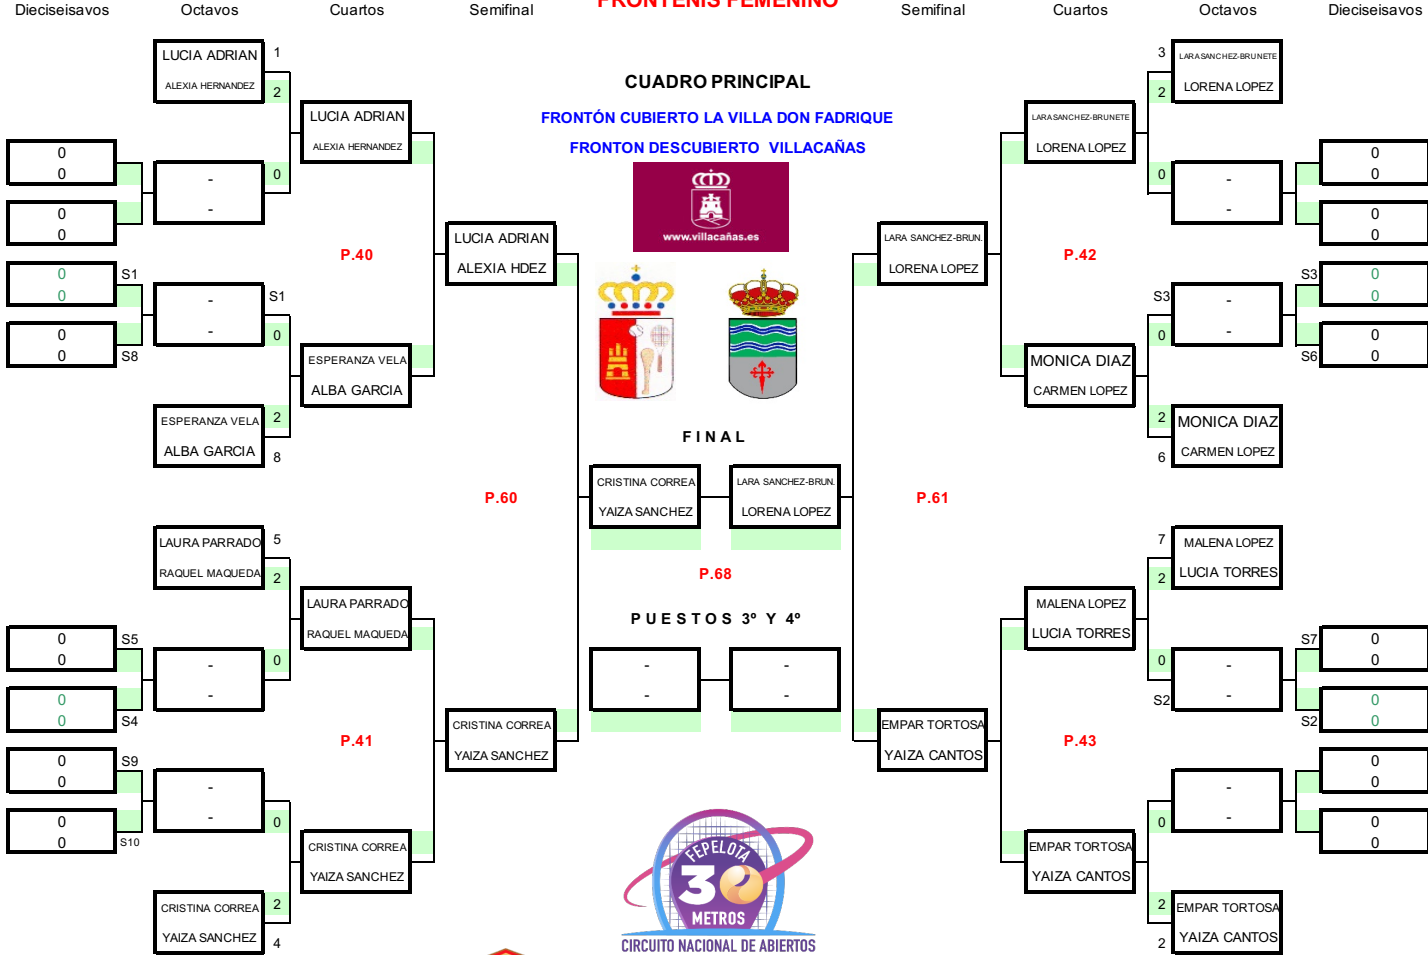 FRONTENIS FEMENINO
Dieciseisavos Octavos Cuartos Semifinal Semifinal Cuartos Octavos Dieciseisavos
CUADRO PRINCIPAL
FRONTÓN CUBIERTO LA VILLA DON FADRIQUE
FRONTON DESCUBIERTO VILLACAÑAS
www.villacañas.es
0
0
0
0
0 S1
0
0
0 S8
0 S5
0
0
0 S4
0 S9
0
0
0 S10
LUCIA ADRIAN 1
ALEXIA HERNANDEZ 2
-
- 0
- S1
- 0
ESPERANZA VELA 2
ALBA GARCIA 8
LAURA PARRADO 5
RAQUEL MAQUEDA 2
- 0
-
-
- 0
CRISTINA CORREA 2
YAIZA SANCHEZ 4
LUCIA ADRIAN
ALEXIA HERNANDEZ
P.40
ESPERANZA VELA
ALBA GARCIA
LAURA PARRADO
RAQUEL MAQUEDA
P.41
CRISTINA CORREA
YAIZA SANCHEZ
LUCIA ADRIAN
ALEXIA HDEZ
P.60
CRISTINA CORREA
YAIZA SANCHEZ
FINAL
CRISTINA CORREA
YAIZA SANCHEZ
LARA SANCHEZ-BRUN.
LORENA LOPEZ
P.68
PUESTOS 3º Y 4º
- -
- -
FEPELOTA
30
METROS
CIRCUITO NACIONAL DE ABIERTOS
LARA SANCHEZ-BRUN.
LORENA LOPEZ
P.61
EMPAR TORTOSA
YAIZA CANTOS
LARA SANCHEZ-BRUNETE
LORENA LOPEZ
P.42
MONICA DIAZ
CARMEN LOPEZ
MALENA LOPEZ
LUCIA TORRES
P.43
EMPAR TORTOSA
YAIZA CANTOS
3 LARA SANCHEZ-BRUNETE
2 LORENA LOPEZ
0 -
-
S3 -
0 -
2 MONICA DIAZ
6 CARMEN LOPEZ
7 MALENA LOPEZ
2 LUCIA TORRES
0 -
S2 -
-
0 -
2 EMPAR TORTOSA
2 YAIZA CANTOS
0
0
0
0
S3 0
0
0
S6 0
S7 0
0
0
S2 0
0
0
0
0